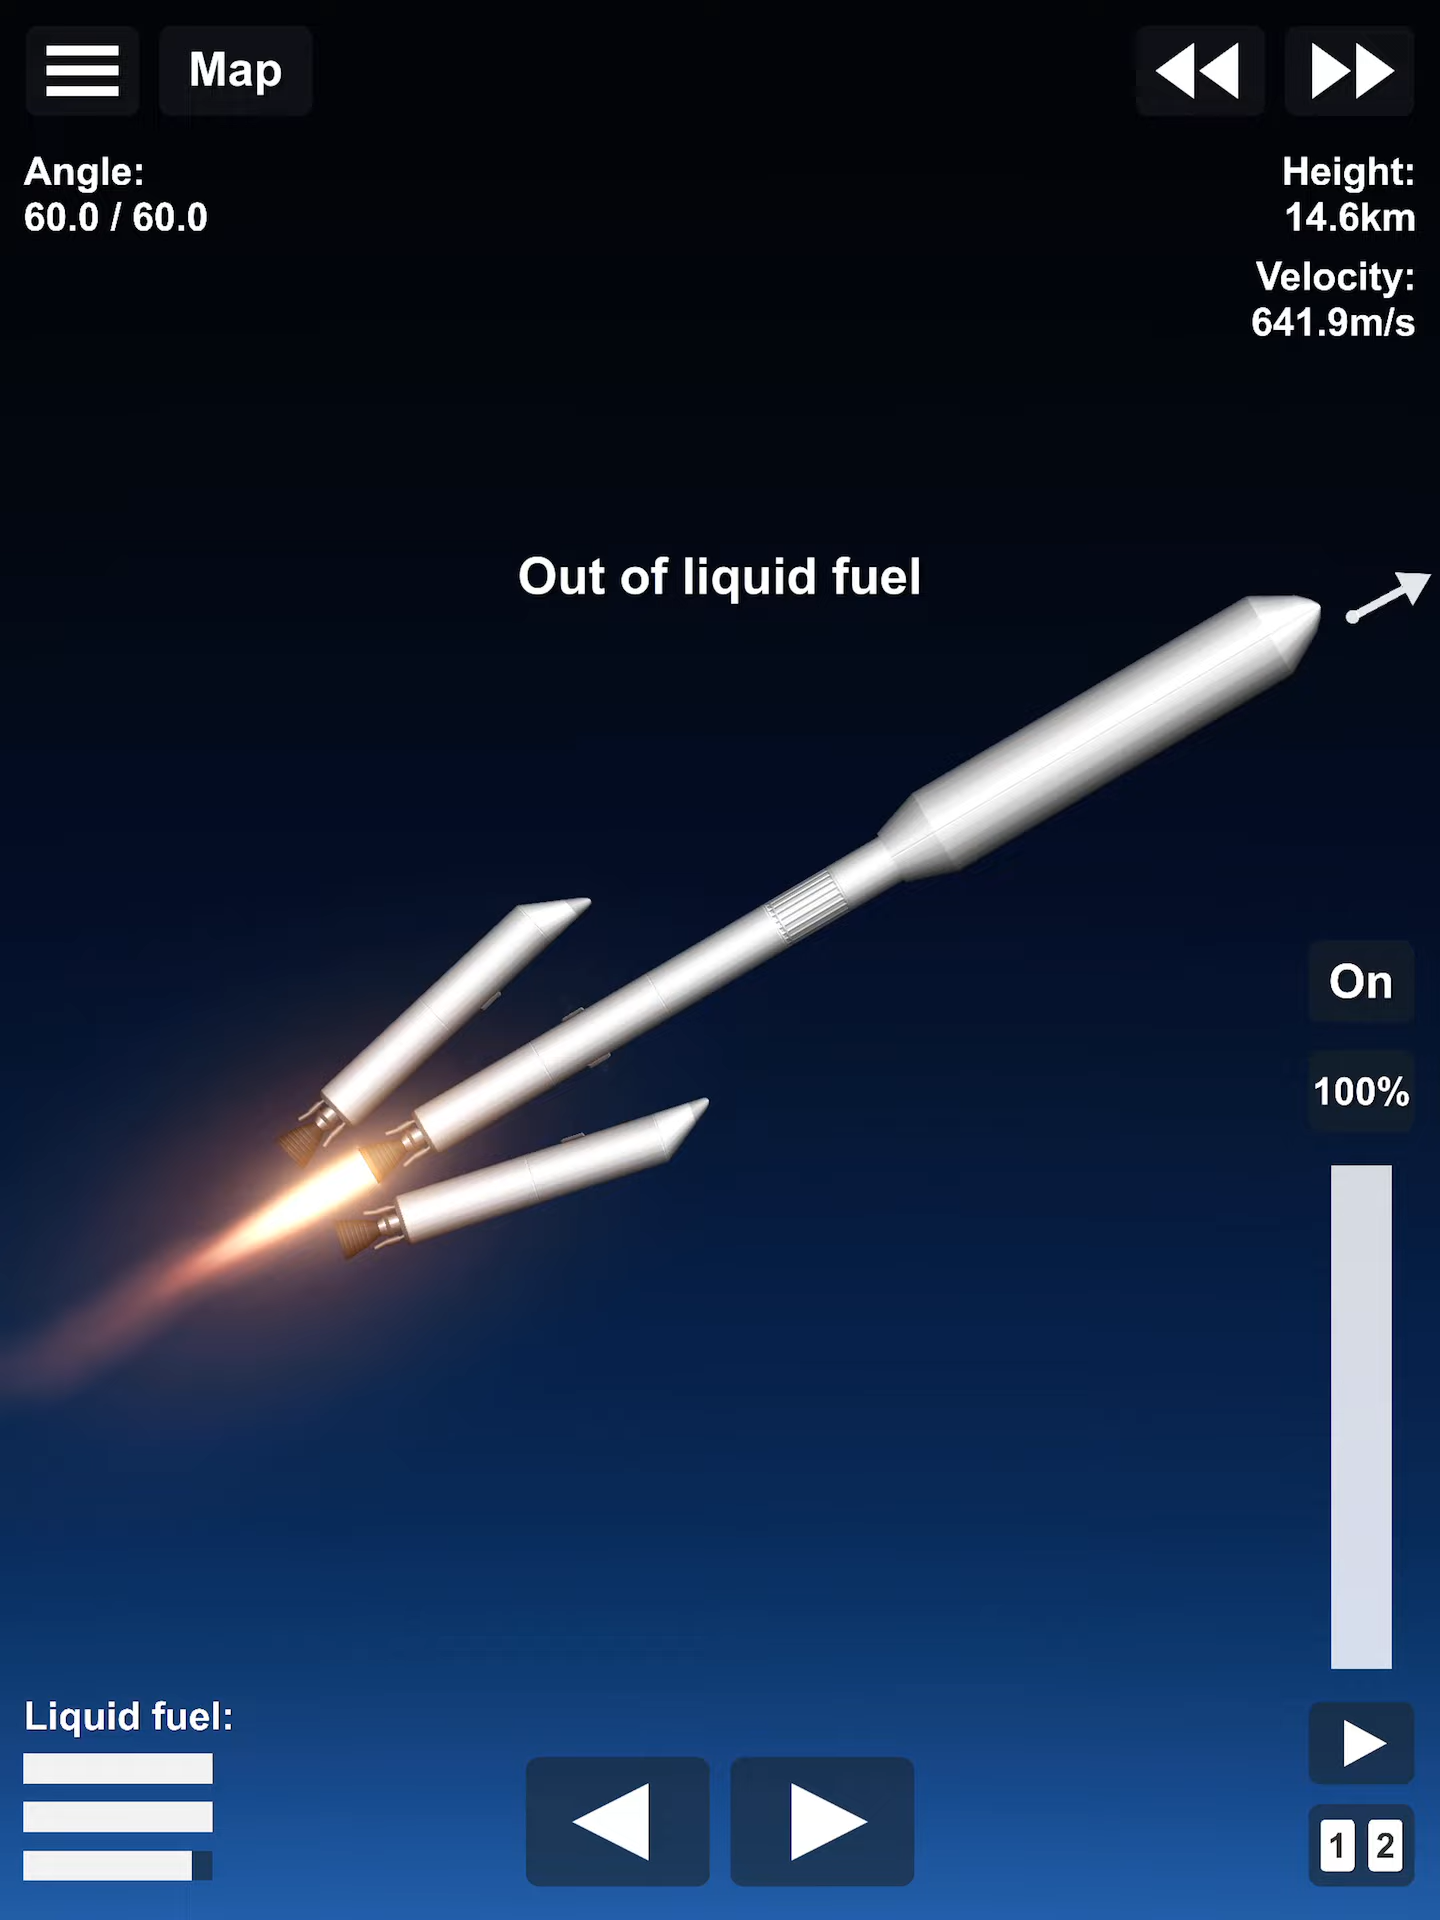 Map
Angle:
60.0 / 60.0
Height:
14.6km
Velocity:
641.9m/s
Out of liquid fuel
On
100%
Liquid fuel:
1 2